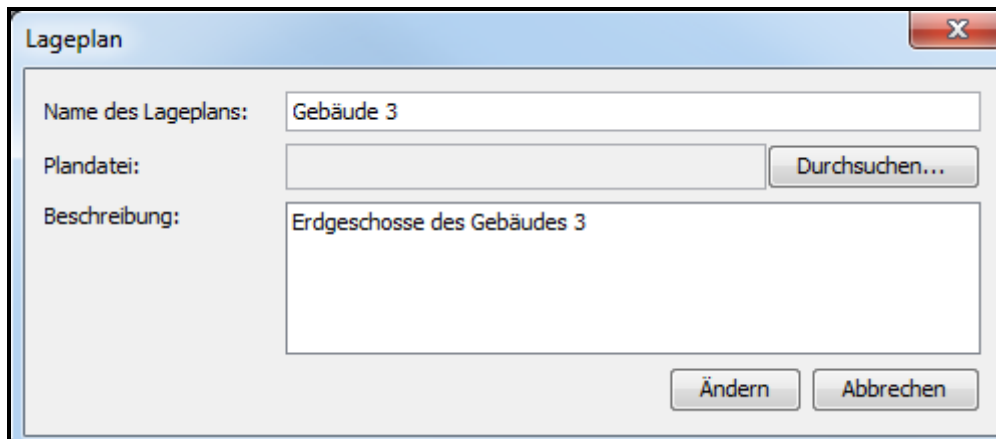 Lageplan
Name des Lageplans: Gebäude 3
Plandatei: Durchsuchen...
Beschreibung: Erdgeschosse des Gebäudes 3
Ändern Abbrechen